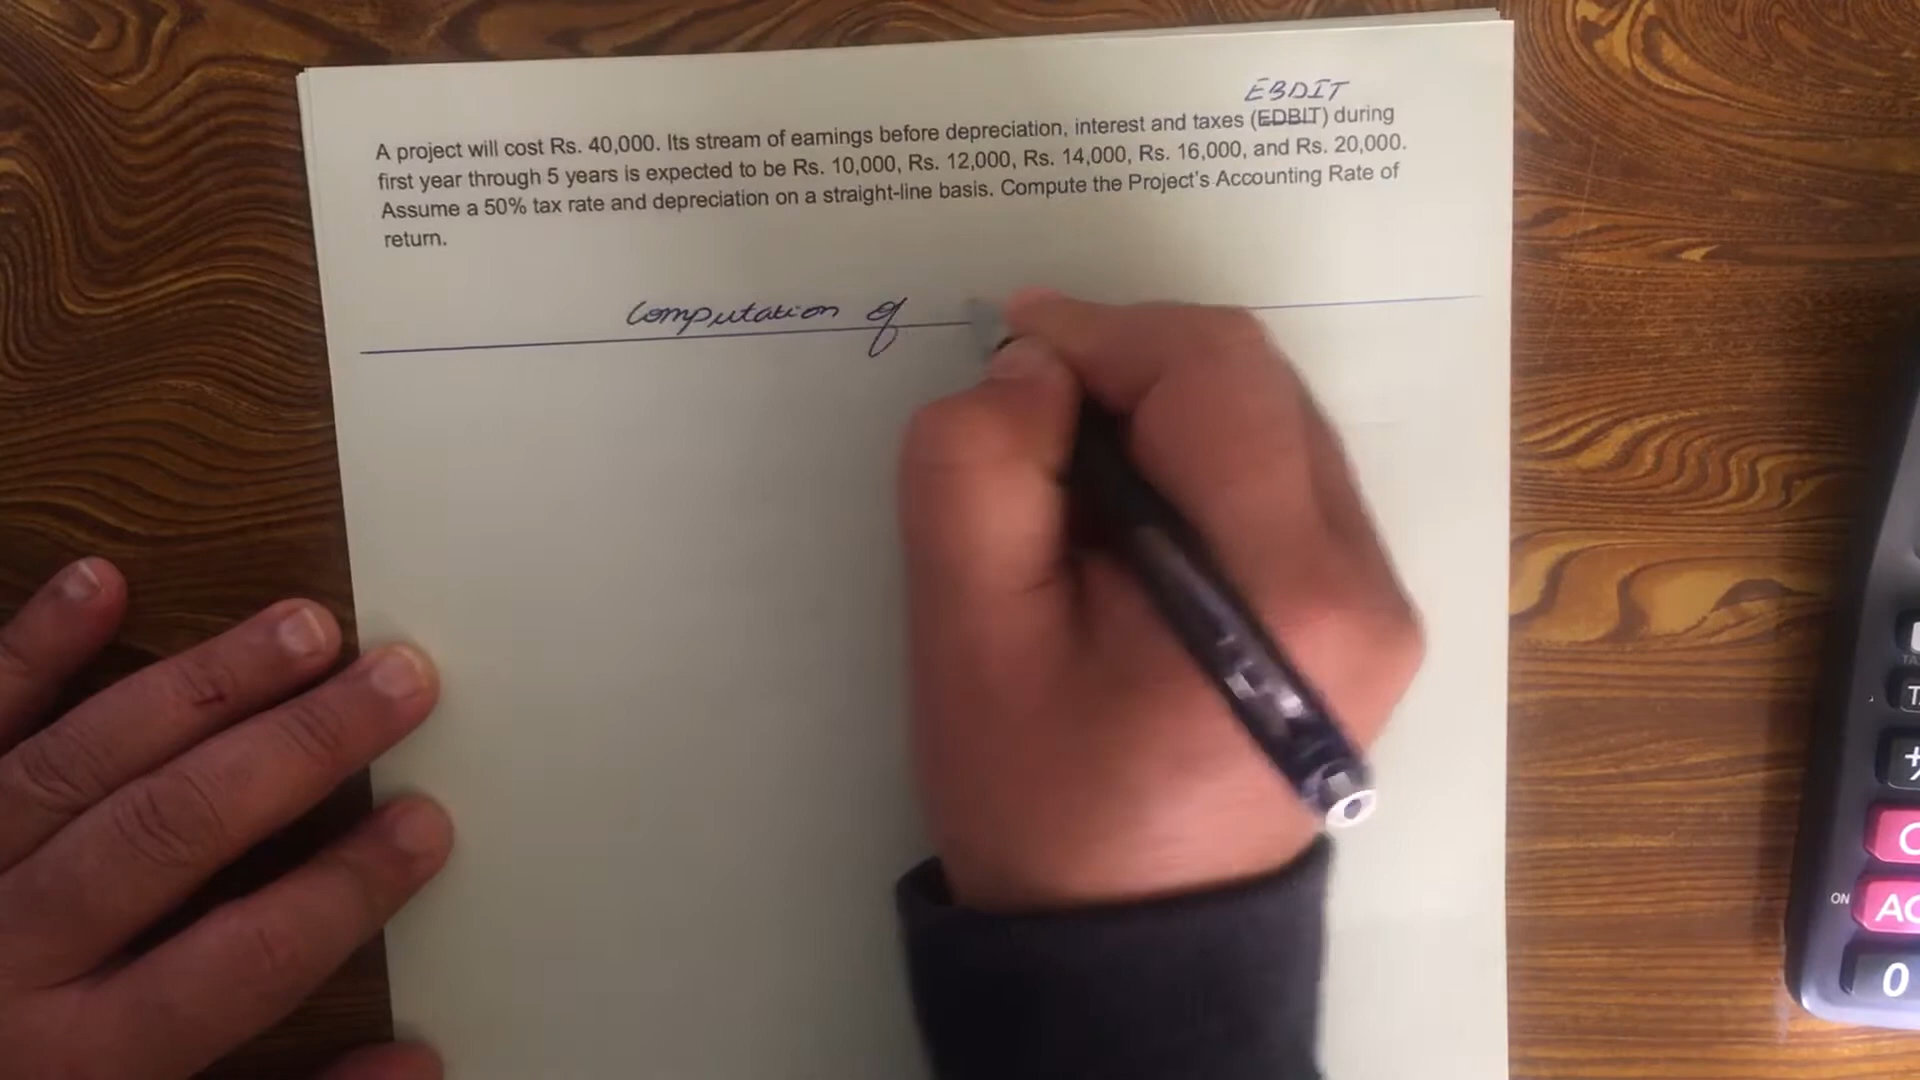 EBDIT
A project will cost Rs. 40,000. Its stream of earnings before depreciation, interest and taxes (EDBIT) during
first year through 5 years is expected to be Rs. 10,000, Rs. 12,000, Rs. 14,000, Rs. 16,000, and Rs. 20,000.
Assume a 50% tax rate and depreciation on a straight-line basis. Compute the Project's Accounting Rate of
return.
Computation of
ON
AC
0